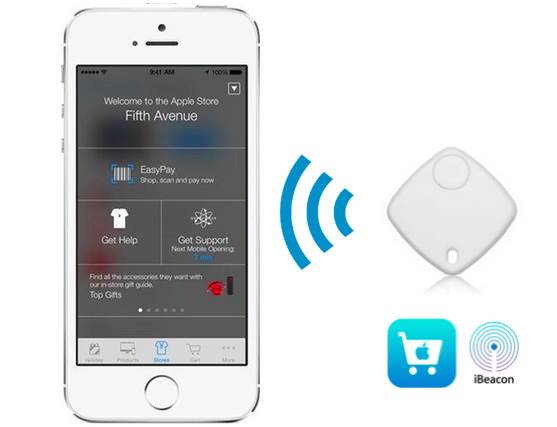 9:41 AM
100%
Welcome to the Apple Store
Fifth Avenue
EasyPay
Shop, scan and pay now
Get Help
Get Support
Next Mobile Opening:
2 min
Find all the accessories they want with
our in-store gift guide.
Top Gifts
Holiday
Products
Stores
Cart
More
iBeacon